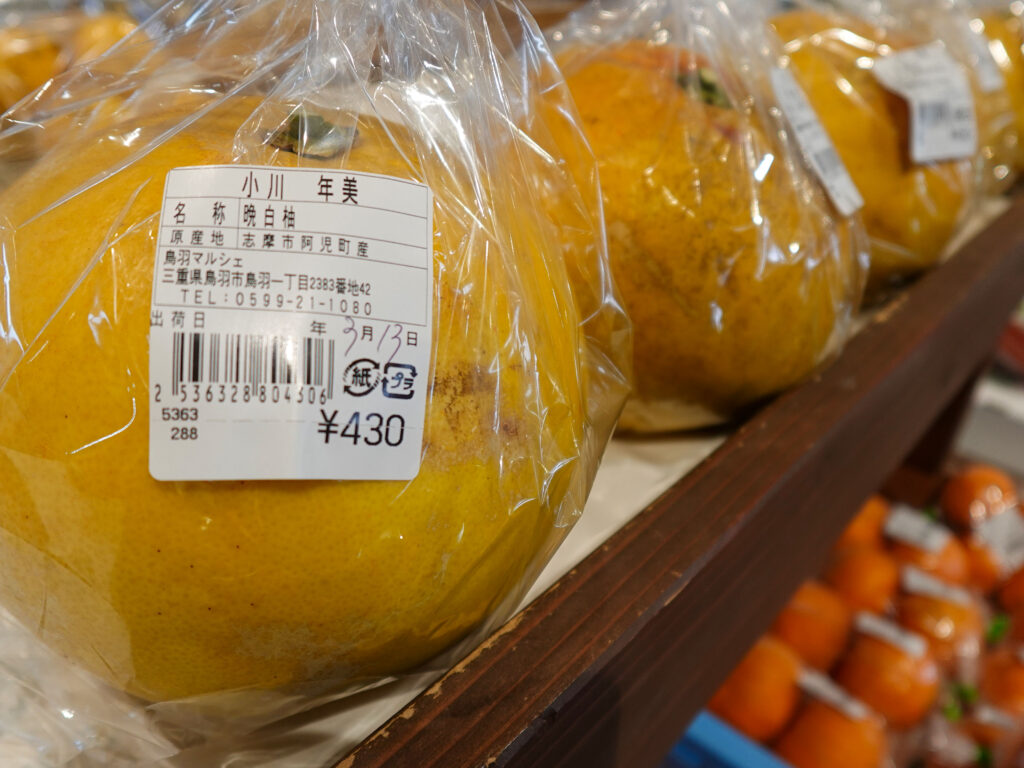 小川 年美
名 称 晩白柚
原産地 志摩市阿児町産
鳥羽マルシェ
三重県鳥羽市鳥羽一丁目2383番地42
TEL:0599-21-1080
出荷日 年 3月13日
2 536328 804306
紙 プラ
5363
288
¥430